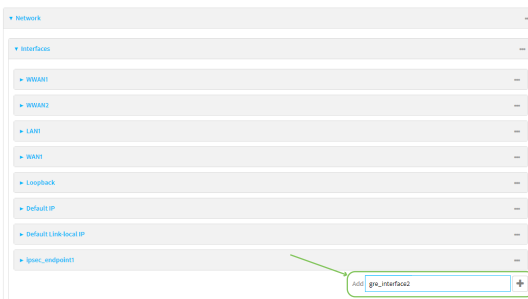 Network
Interfaces
WWAN1
WWAN2
LAN1
WAN1
Loopback
Default IP
Default Link-local IP
ipsec_endpoint1
Add gre_interface2